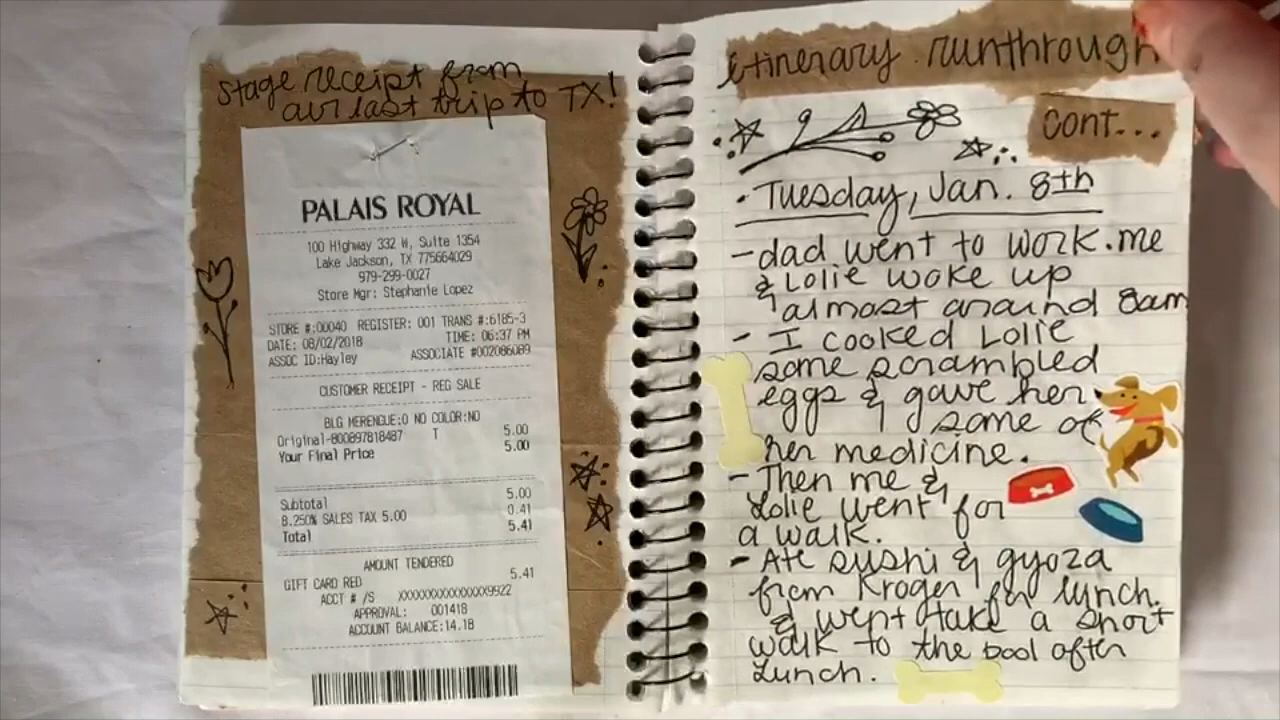 Stage receipt from
our last trip to TX!
PALAIS ROYAL
100 Highway 332 W, Suite 1354
Lake Jackson, TX 775664029
979-299-0027
Store Mgr: Stephanie Lopez
STORE #:00040 REGISTER: 001 TRANS #:6185-3
DATE: 08/02/2018 TIME: 06:37 PM
ASSOC ID:Hayley ASSOCIATE #002086089
CUSTOMER RECEIPT - REG SALE
BLG MERENGUE:0 NO COLOR:NO
Original-800897818487 T 5.00
Your Final Price 5.00
Subtotal 5.00
8.250% SALES TAX 5.00 0.41
Total 5.41
AMOUNT TENDERED
GIFT CARD RED 5.41
ACCT # /S XXXXXXXXXXXXXXX9922
APPROVAL: 001418
ACCOUNT BALANCE:14.18
itinerary runthrough
cont...
• Tuesday, Jan. 8th
- dad went to work. me
& Lolie woke up
almost around 8am
- I cooked Lolie
some scrambled
eggs & gave her
some of
her medicine.
- Then me &
Lolie went for
a walk.
- Ate sushi & gyoza
from Kroger for lunch.
& went take a short
walk to the pool after
lunch.